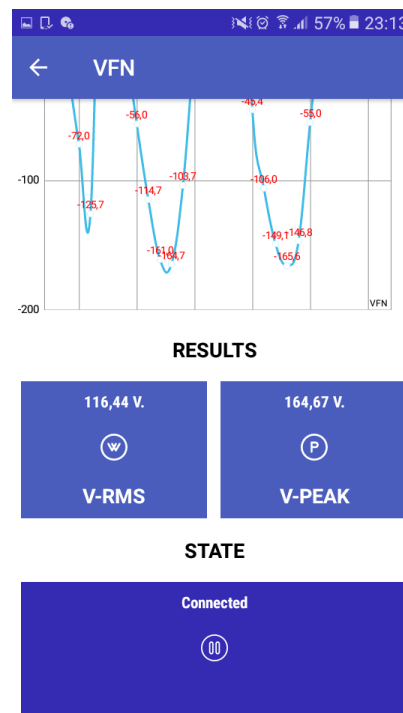 57% 23:13
VFN
-45,4
-56,0
-55,0
-72,0
-100
-103,7
-106,0
-114,7
-125,7
-149,1
-146,8
-161,0
-164,7
-165,6
-200
VFN
RESULTS
116,44 V.
164,67 V.
W
P
V-RMS
V-PEAK
STATE
Connected